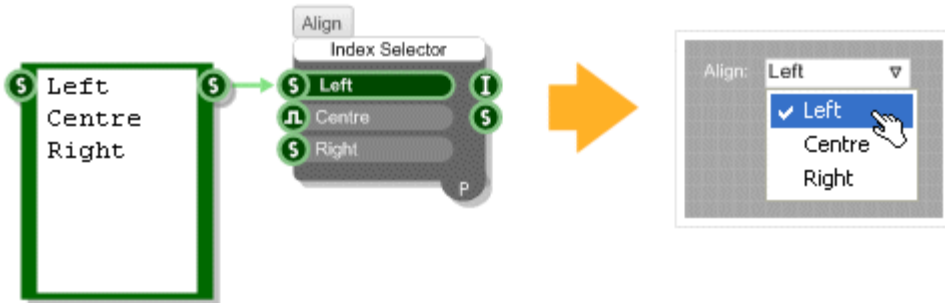 Align
Index Selector
S
Left
Centre
Right
S
S
Left
I
Centre
S
S
Right
P
Align:
Left
Left
Centre
Right